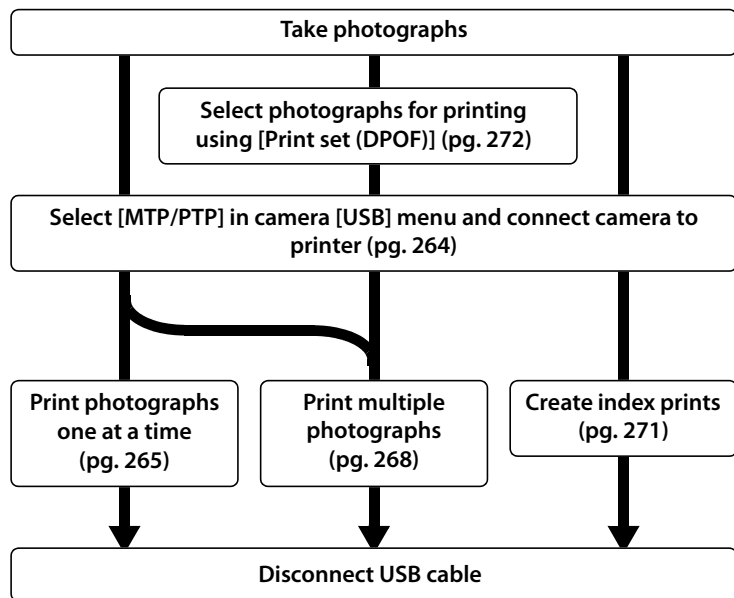 Take photographs
Select photographs for printing
using [Print set (DPOF)] (pg. 272)
Select [MTP/PTP] in camera [USB] menu and connect camera to
printer (pg. 264)
Print photographs
one at a time
(pg. 265)
Print multiple
photographs
(pg. 268)
Create index prints
(pg. 271)
Disconnect USB cable